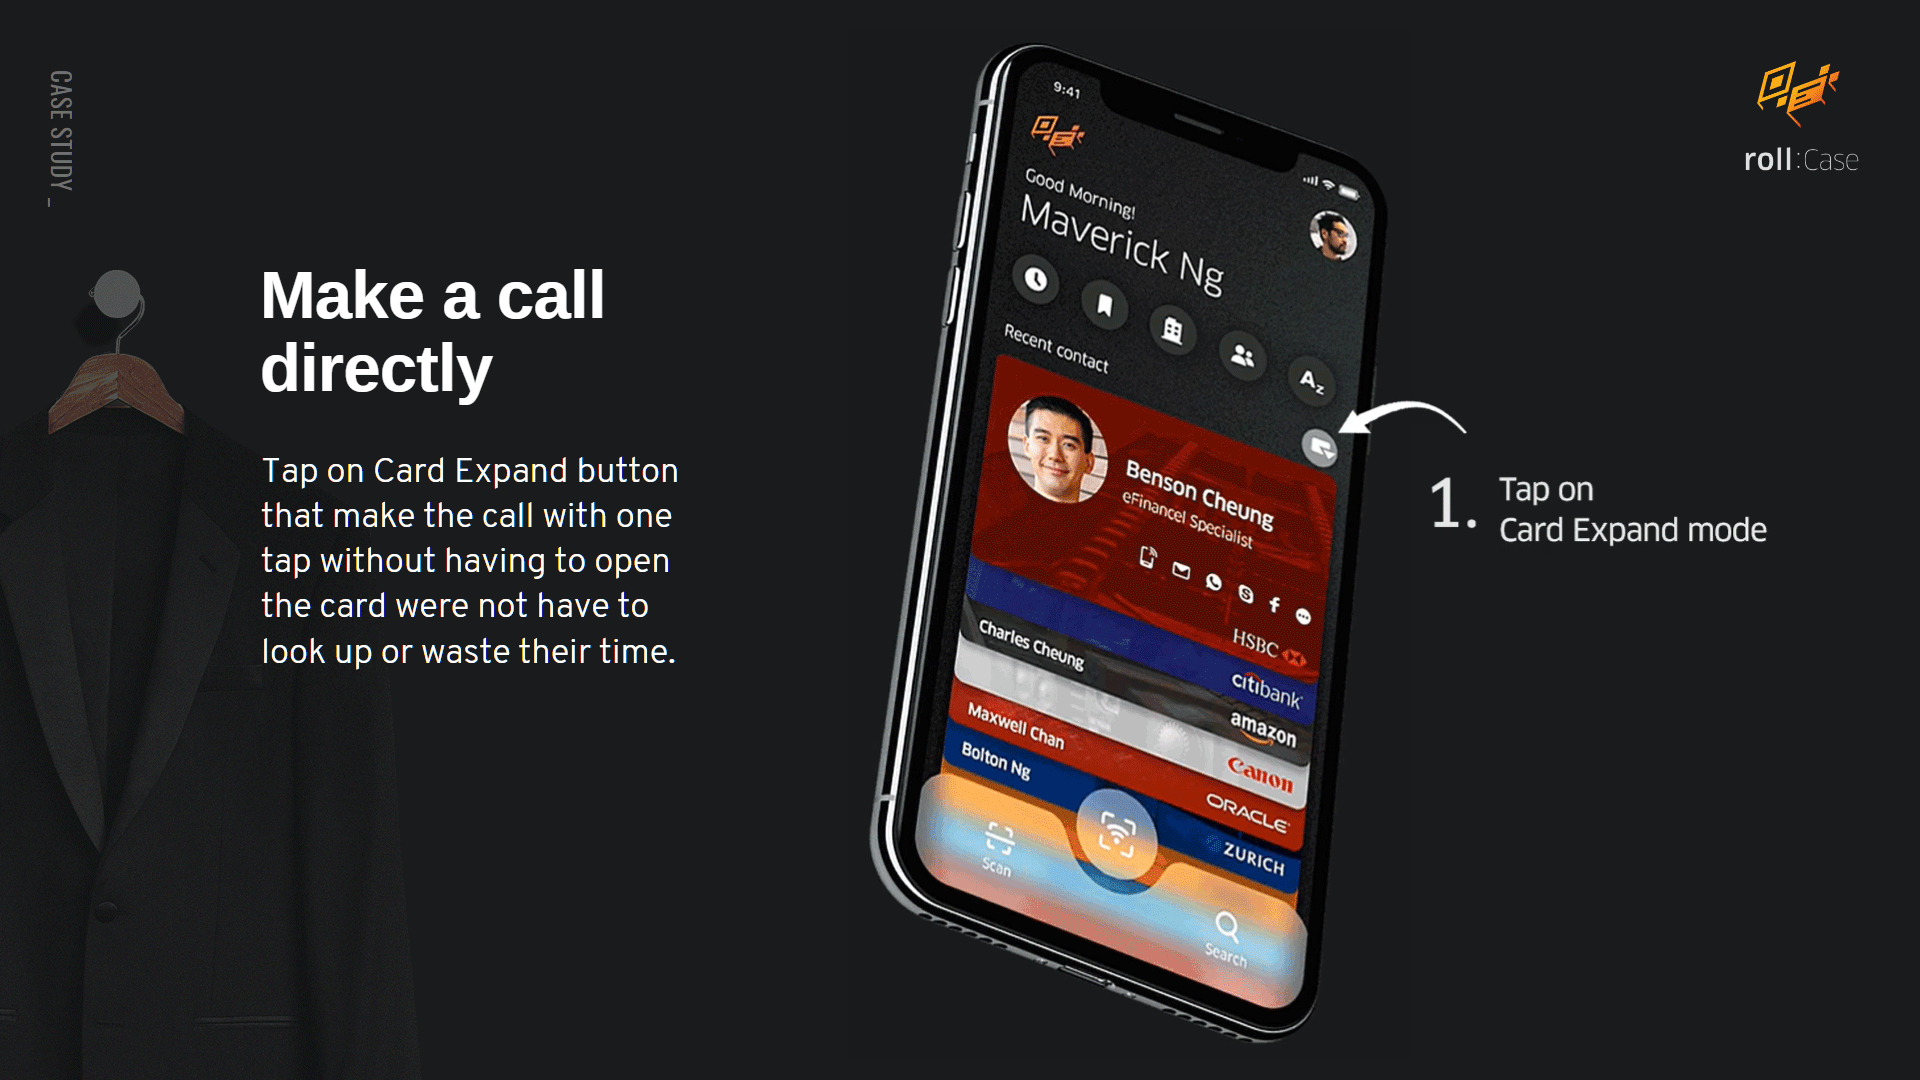 CASE STUDY _
roll:Case
Make a call
directly
Tap on Card Expand button
that make the call with one
tap without having to open
the card were not have to
look up or waste their time.
9:41
Good Morning!
Maverick Ng
Az
Recent contact
Benson Cheung
eFinancel Specialist
HSBC
citibank
Charles Cheung
amazon
Canon
Maxwell Chan
ORACLE
Bolton Ng
ZURICH
Scan
Search
1. Tap on
Card Expand mode